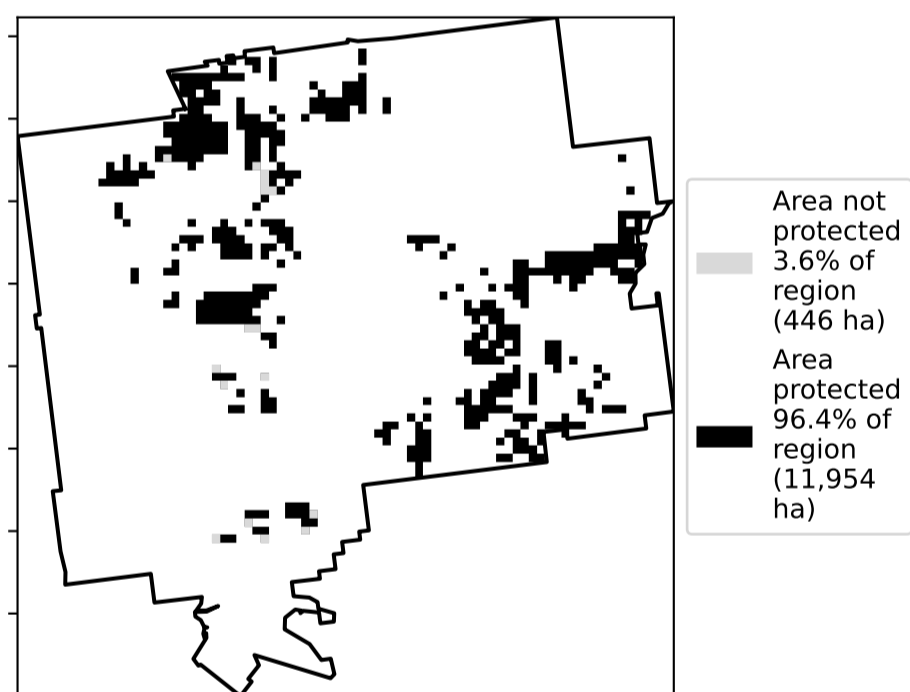 Area not
protected
3.6% of
region
(446 ha)
Area
protected
96.4% of
region
(11,954
ha)